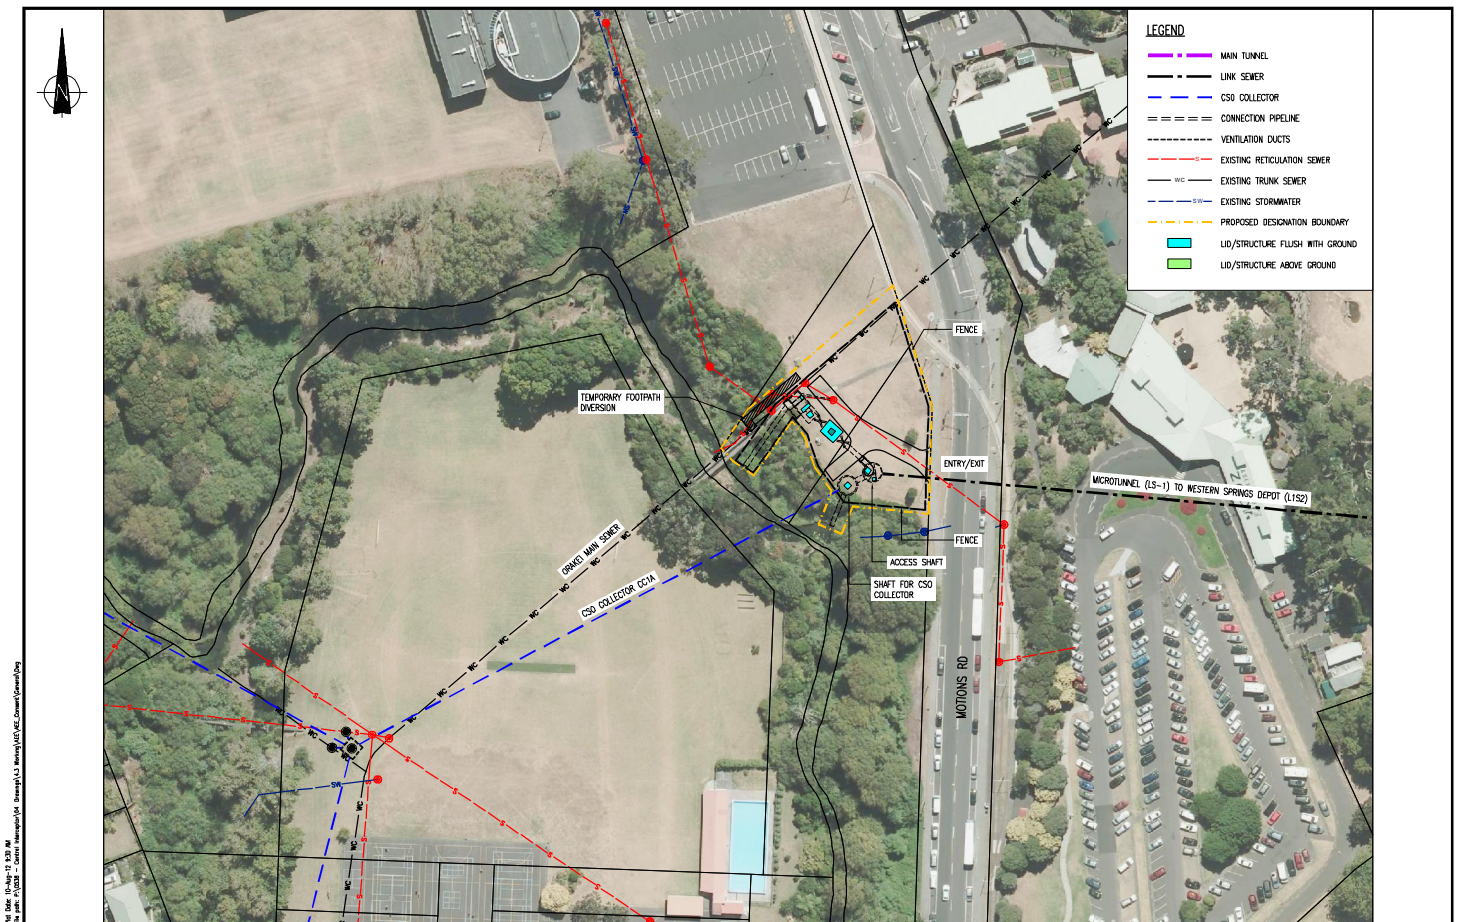 N
LEGEND
MAIN TUNNEL
LINK SEWER
CSO COLLECTOR
CONNECTION PIPELINE
VENTILATION DUCTS
S
EXISTING RETICULATION SEWER
WC
EXISTING TRUNK SEWER
SW
EXISTING STORMWATER
PROPOSED DESIGNATION BOUNDARY
LID/STRUCTURE FLUSH WITH GROUND
LID/STRUCTURE ABOVE GROUND
FENCE
TEMPORARY FOOTPATH
DIVERSION
ENTRY/EXIT
MICROTUNNEL (LS-1) TO WESTERN SPRINGS DEPOT (L1S2)
ORAKEI MAIN SEWER
FENCE
ACCESS SHAFT
CSO COLLECTOR CC1A
SHAFT FOR CSO
COLLECTOR
MOTIONS RD